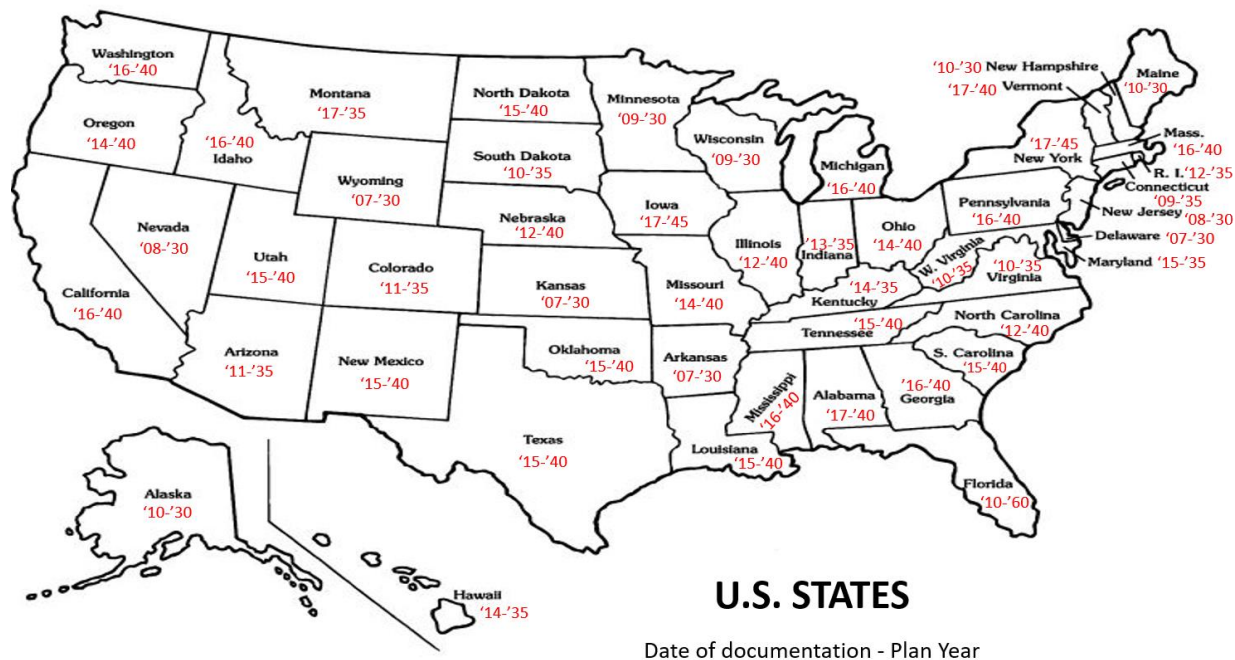 Washington
‘16-’40
Oregon
‘14-’40
‘16-’40
Idaho
Montana
‘17-’35
Wyoming
‘07-’30
North Dakota
‘15-’40
South Dakota
‘10-’35
Nebraska
‘12-’40
Minnesota
‘09-’30
Wisconsin
‘09-’30
Michigan
‘16-’40
Iowa
‘17-’45
Illinois
‘12-’40
‘13-’35
Indiana
Ohio
‘14-’40
‘10-’30 New Hampshire
‘17-’40 Vermont
Maine
‘10-’30
‘17-’45
New York
Mass.
‘16-’40
R. I. ‘12-’35
Connecticut
‘09-’35
New Jersey ‘08-’30
Delaware ‘07-’30
Maryland ‘15-’35
Pennsylvania
‘16-’40
W. Virginia
‘10-’35
‘10-’35
Virginia
Nevada
‘08-’30
Utah
‘15-’40
Colorado
‘11-’35
Kansas
‘07-’30
Missouri
‘14-’40
‘14-’35
Kentucky
‘15-’40
Tennessee
North Carolina
‘12-’40
S. Carolina
‘15-’40
California
‘16-’40
Arizona
‘11-’35
New Mexico
‘15-’40
Oklahoma
‘15-’40
Arkansas
‘07-’30
Mississippi
‘16-’40
Alabama
‘17-’40
‘16-’40
Georgia
Texas
‘15-’40
Louisiana
‘15-’40
Florida
‘10-’60
Alaska
‘10-’30
Hawaii
‘14-’35
U.S. STATES
Date of documentation - Plan Year